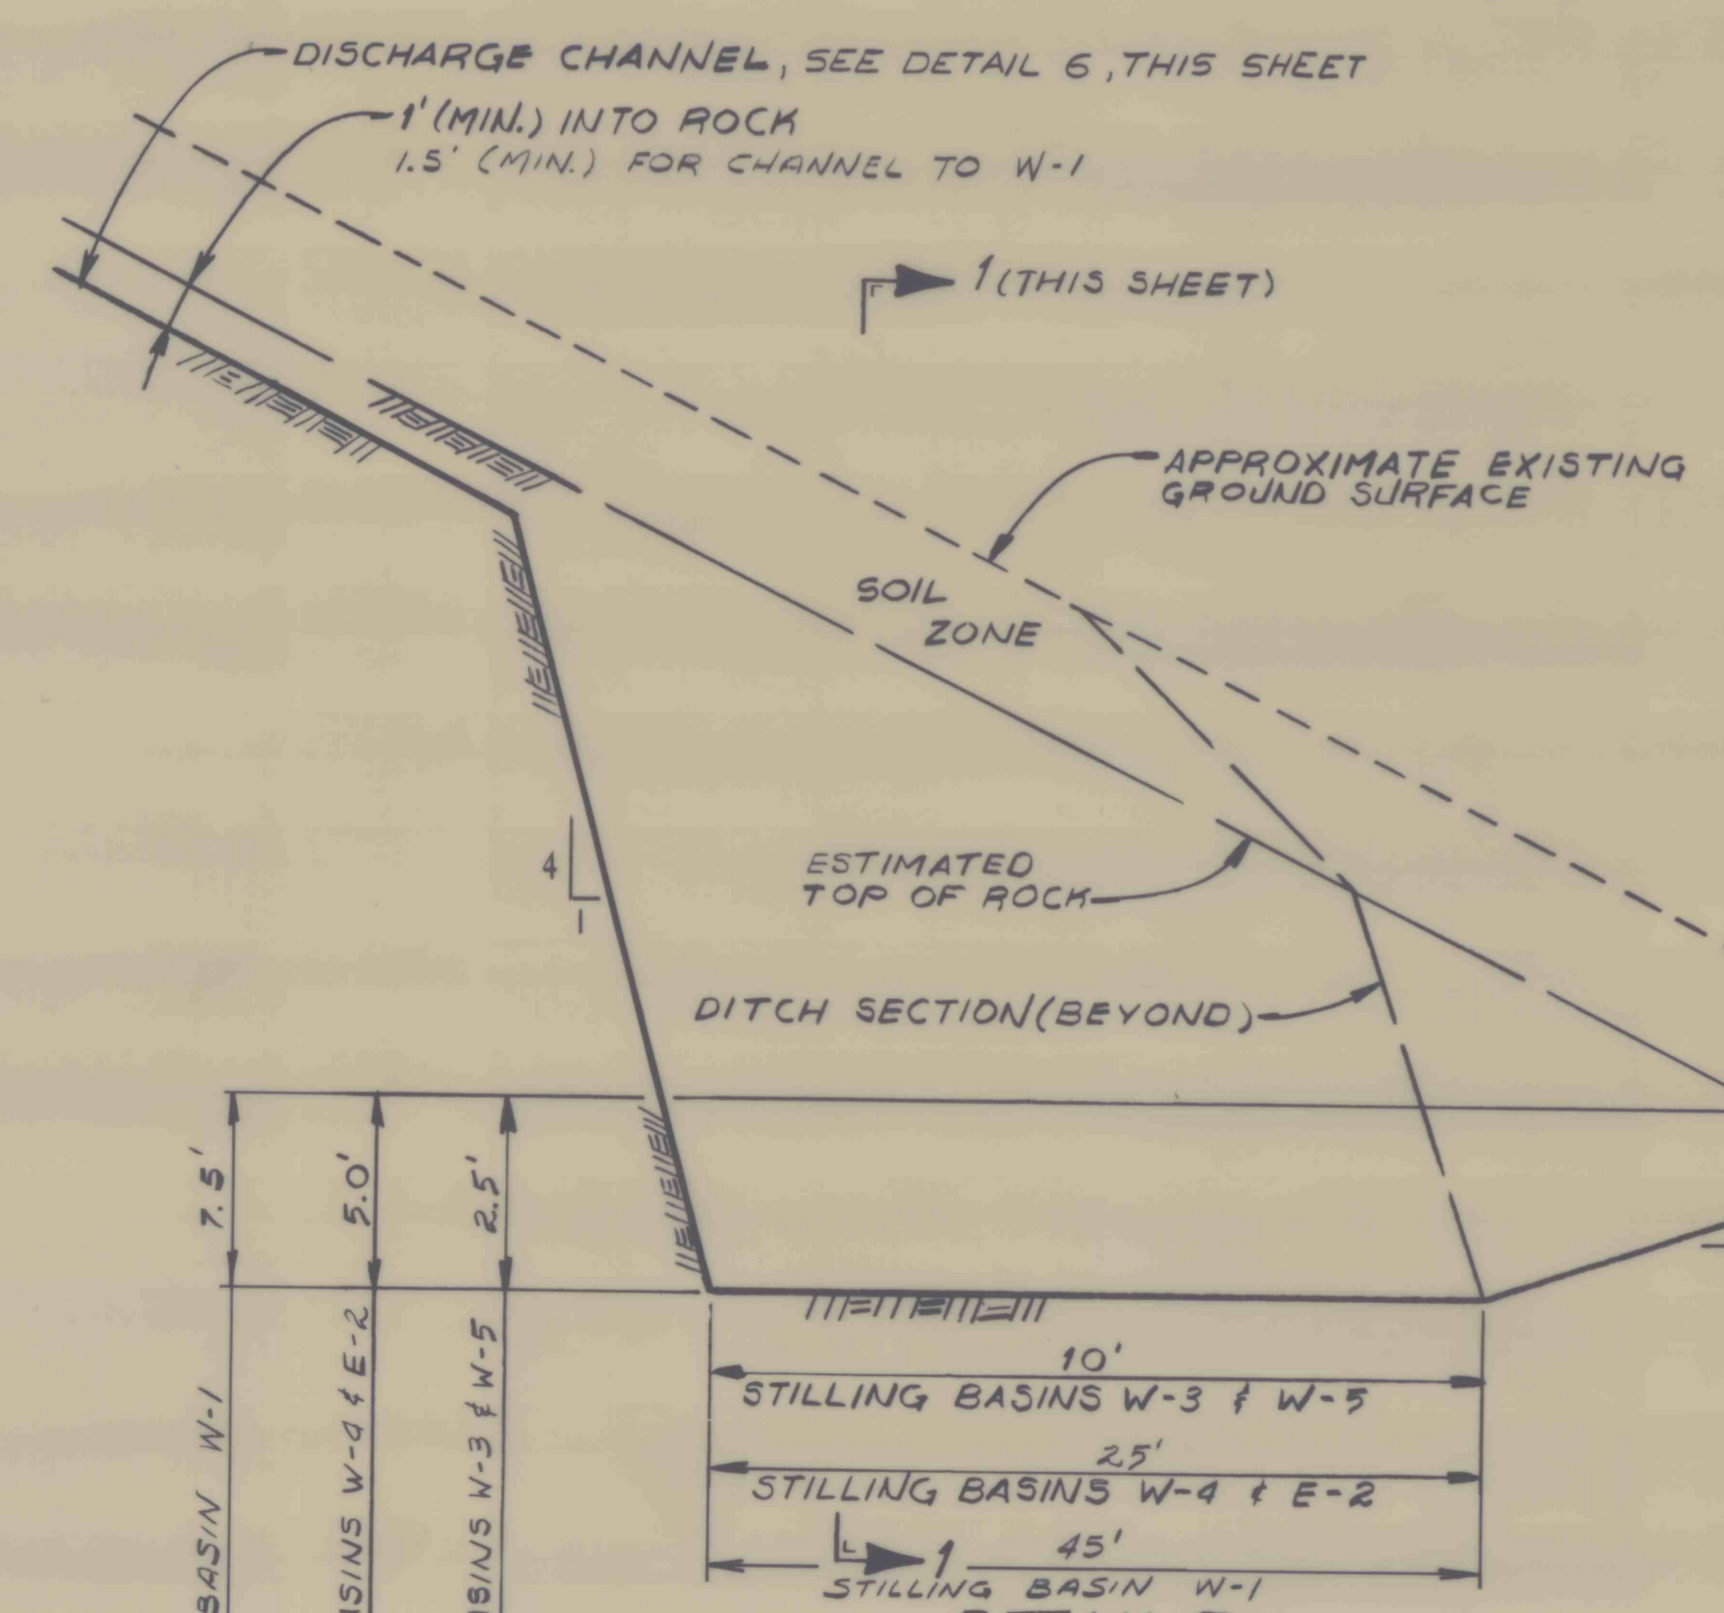 DISCHARGE CHANNEL, SEE DETAIL 6, THIS SHEET
1' (MIN.) INTO ROCK
1.5' (MIN.) FOR CHANNEL TO W-1
1 (THIS SHEET)
APPROXIMATE EXISTING
GROUND SURFACE
SOIL
ZONE
4
1
ESTIMATED
TOP OF ROCK
DITCH SECTION (BEYOND)
7.5'
BASIN W-1
5.0'
SINS W-4 & E-2
2.5'
SINS W-3 & W-5
10'
STILLING BASINS W-3 & W-5
25'
STILLING BASINS W-4 & E-2
1
45'
STILLING BASIN W-1